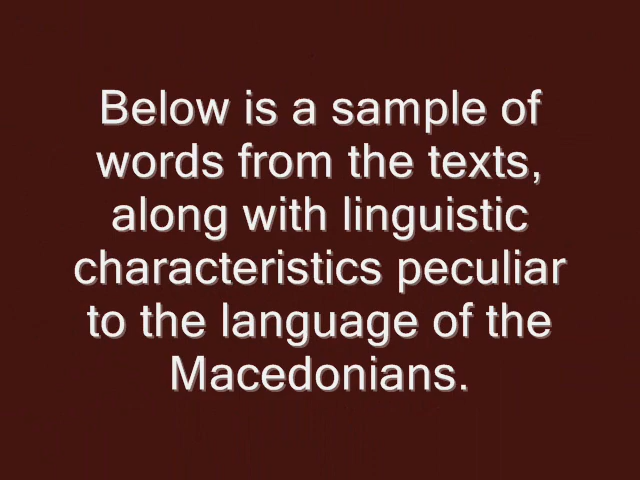 Below is a sample of
words from the texts,
along with linguistic
characteristics peculiar
to the language of the
Macedonians.